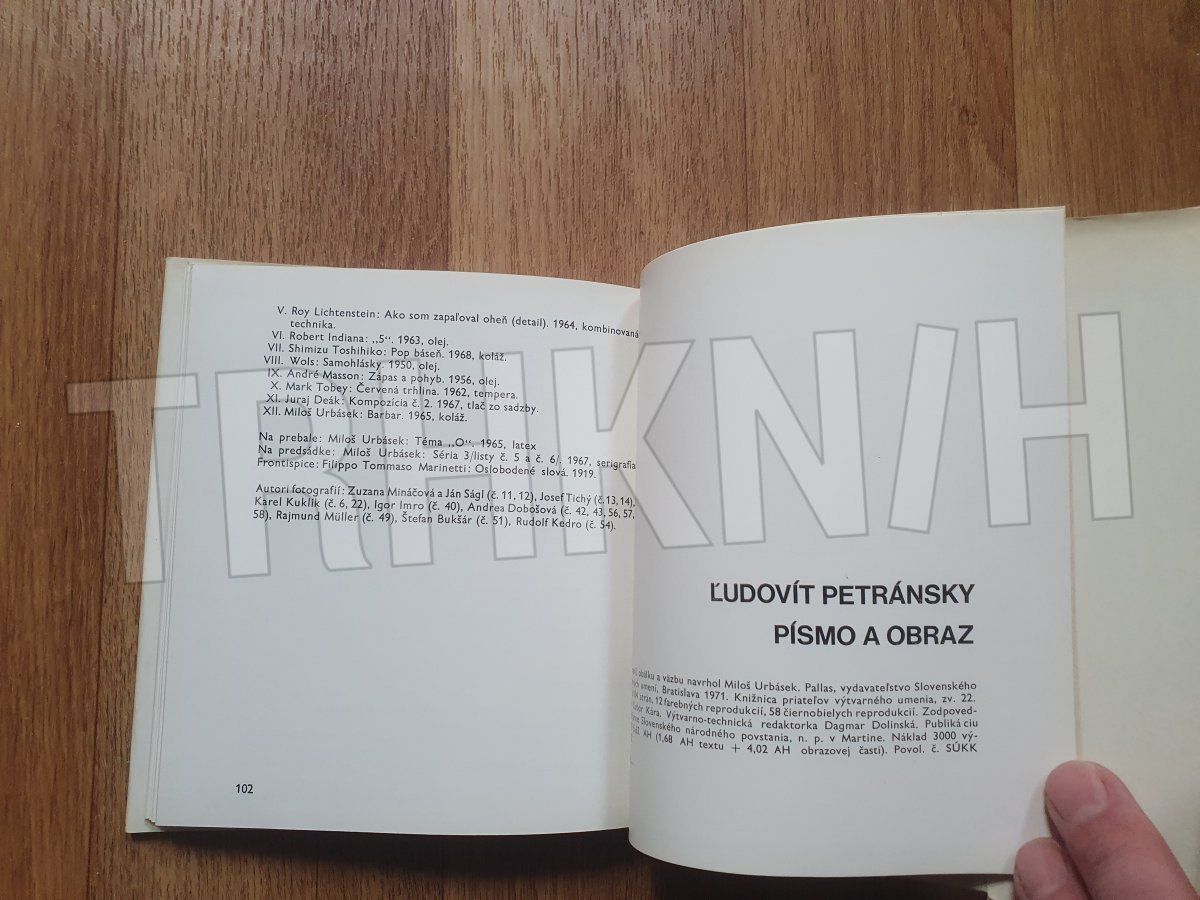 V. Roy Lichtenstein: Ako som zapaľoval oheň (detail). 1964, kombinovaná
technika.
VI. Robert Indiana: „5“. 1963, olej.
VII. Shimizu Toshihiko: Pop báseň. 1968, koláž.
VIII. Wols: Samohlásky. 1950, olej.
IX. André Masson: Zápas a pohyb. 1956, olej.
X. Mark Tobey: Červená trhlina. 1962, tempera.
XI. Juraj Deák: Kompozícia č. 2. 1967, tlač zo sadzby.
XII. Miloš Urbásek: Barbar. 1965, koláž.
Na prebale: Miloš Urbásek: Téma „O“. 1965, latex
Na predsádke: Miloš Urbásek: Séria 3/listy č. 5 a č. 6/. 1967, serigrafia
Frontispice: Filippo Tommaso Marinetti: Oslobodené slová. 1919.
Autori fotografií: Zuzana Mináčová a Ján Ságl (č. 11, 12), Josef Tichý (č. 13, 14),
Karel Kuklík (č. 6, 22), Igor Imro (č. 40), Andrea Dobošová (č. 42, 43, 56, 57,
58), Rajmund Müller (č. 49), Štefan Bukšár (č. 51), Rudolf Kedro (č. 54).
102
ĽUDOVÍT PETRÁNSKY
PÍSMO A OBRAZ
obálku a väzbu navrhol Miloš Urbásek. Pallas, vydavateľstvo Slovenského
umení, Bratislava 1971. Knižnica priateľov výtvarného umenia, zv. 22.
strán, 12 farebných reprodukcií, 58 čiernobielych reprodukcií. Zodpoved-
Kára. Výtvarno-technická redaktorka Dagmar Dolinská. Publikáciu
Slovenského národného povstania, n. p. v Martine. Náklad 3000 vý-
AH (1,68 AH textu + 4,02 AH obrazovej časti). Povol. č. SÚKK
TRHKNÍH